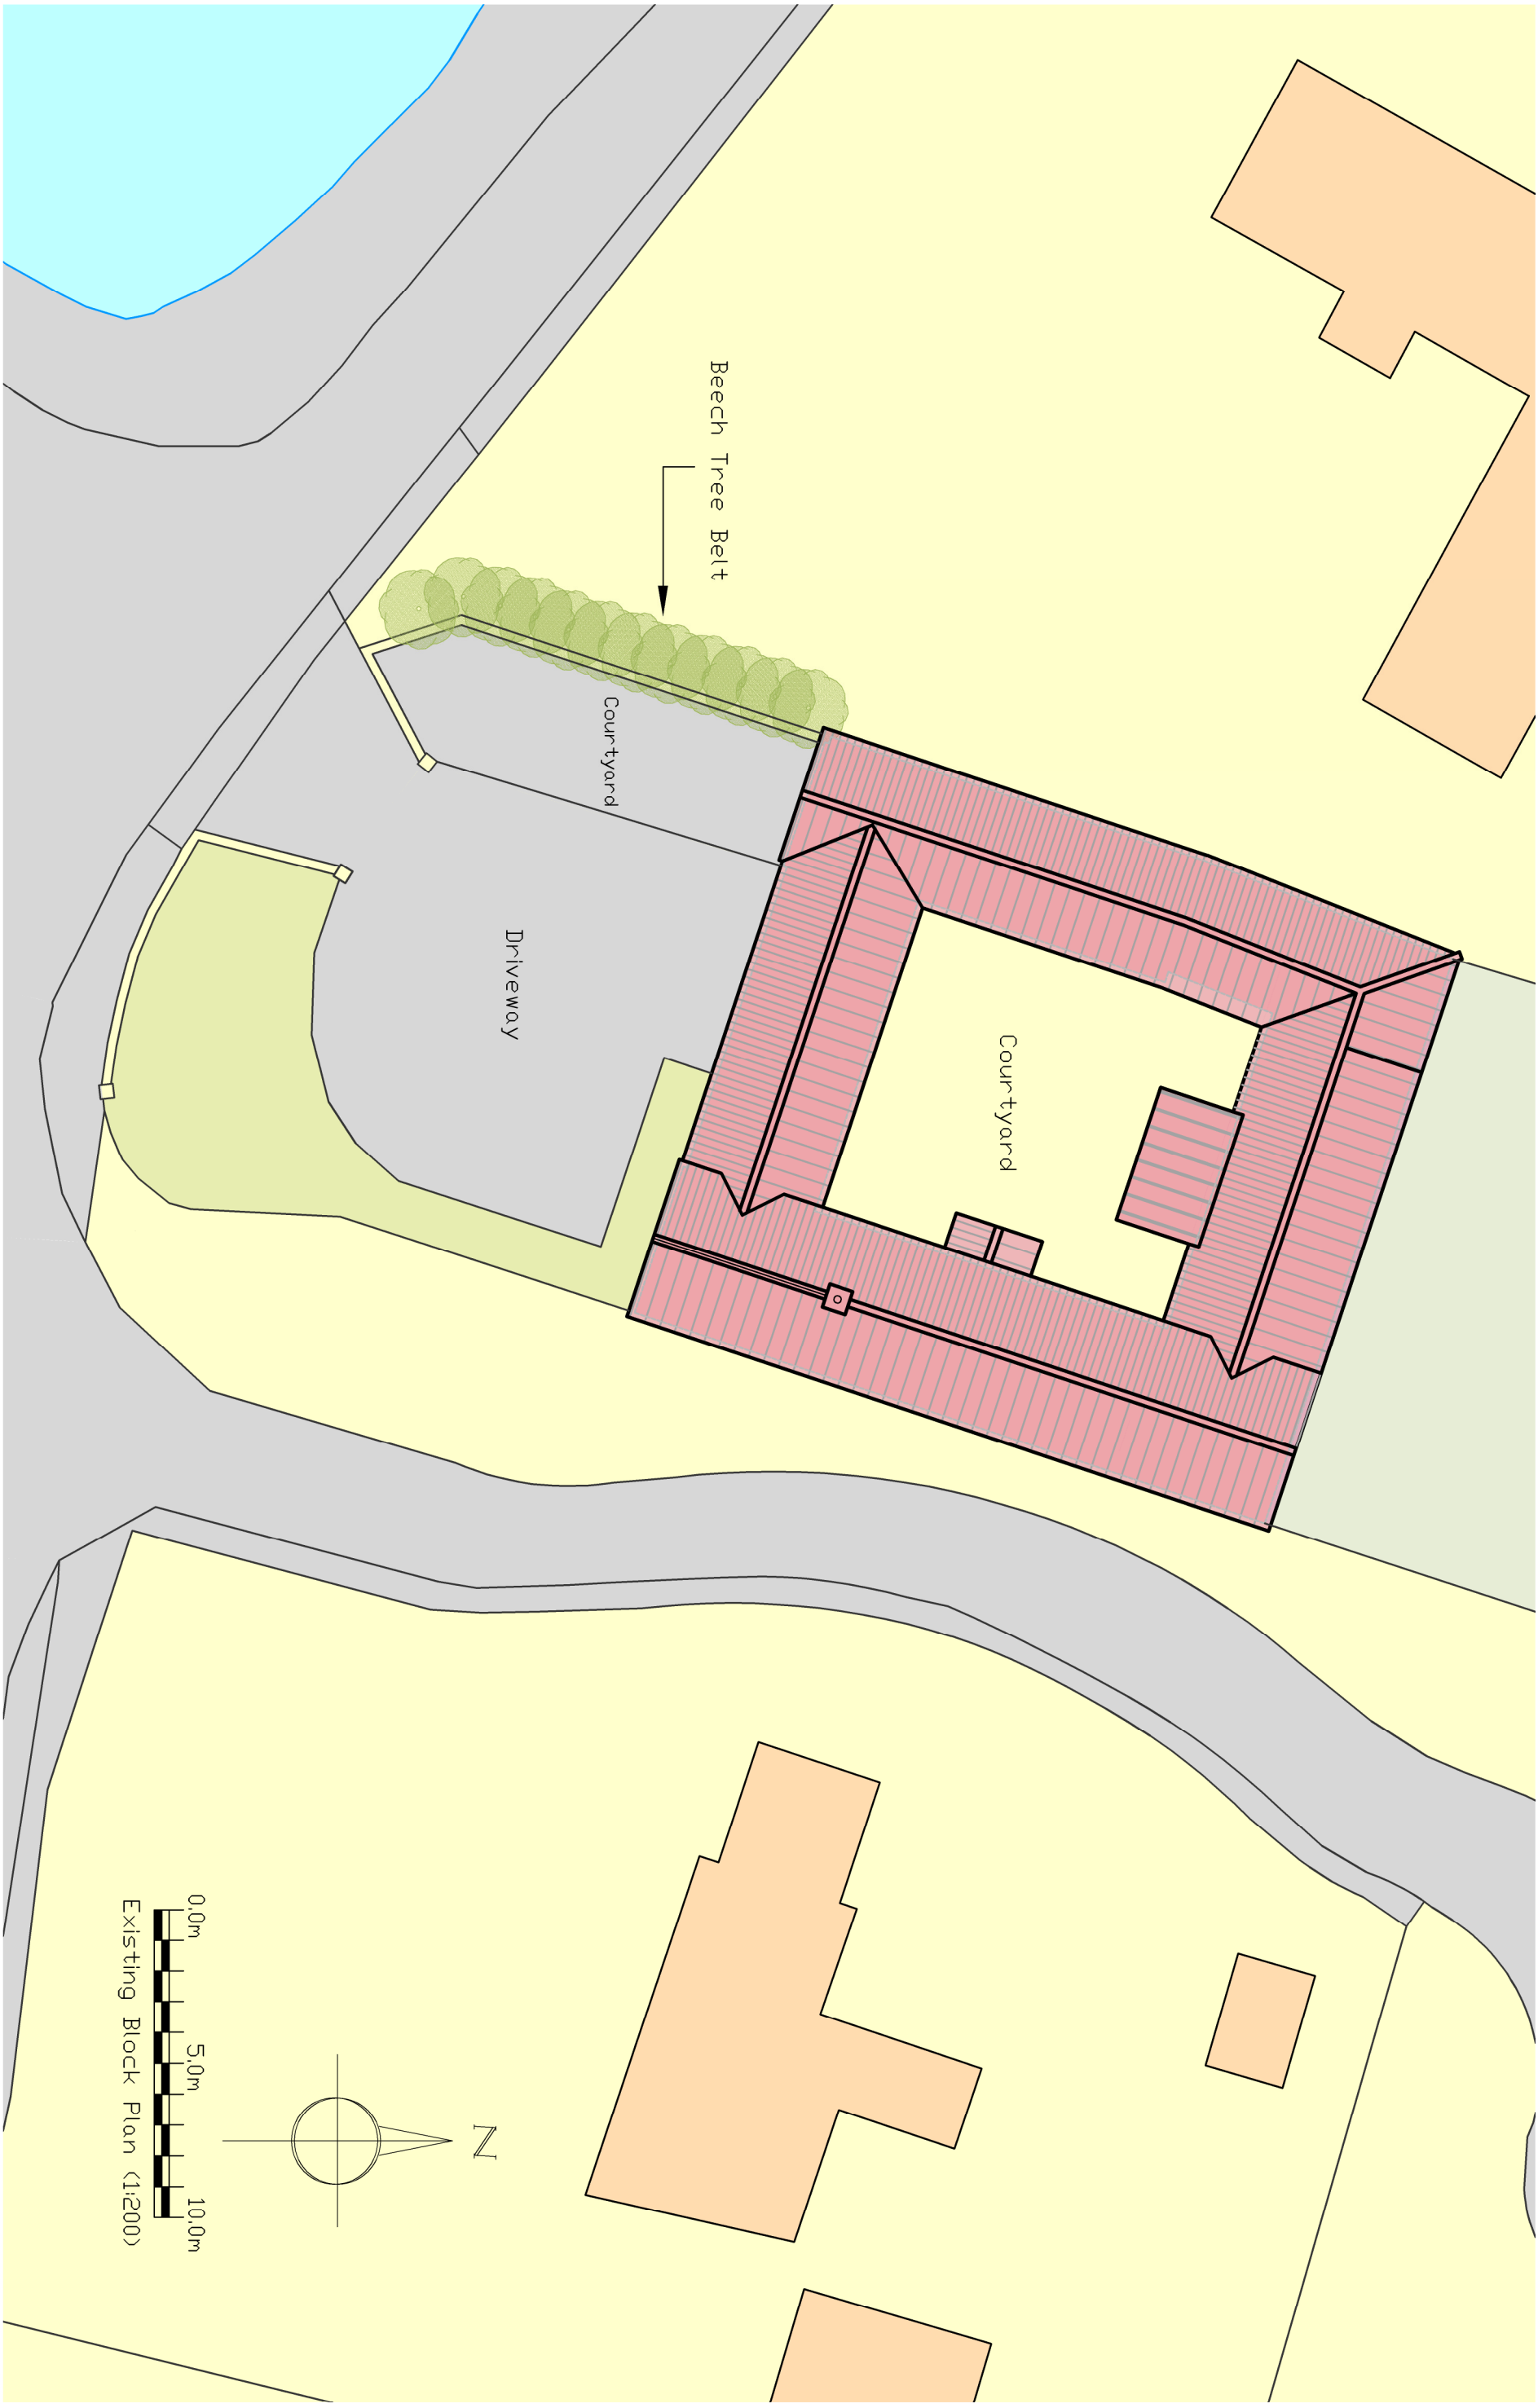 Beech Tree Belt
Courtyard
Courtyard
Driveway
N
0.0m
5.0m
10.0m
Existing Block Plan (1:200)